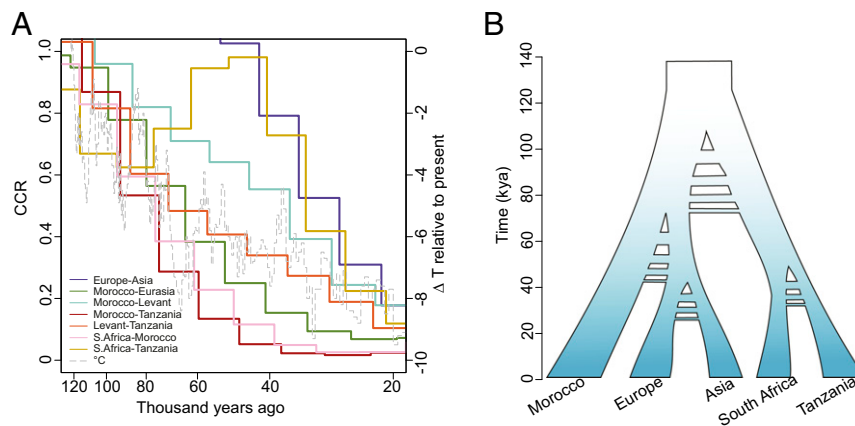 A
B
1.0
0.8
0.6
0.4
0.2
0
CCR
Europe-Asia
Morocco-Eurasia
Morocco-Levant
Morocco-Tanzania
Levant-Tanzania
S.Africa-Morocco
S.Africa-Tanzania
°C
120 100 80 60 40 20
Thousand years ago
0
-2
-4
-6
-8
-10
Δ T relative to present
140
120
100
80
60
40
20
0
Time (kya)
Morocco
Europe
Asia
South Africa
Tanzania